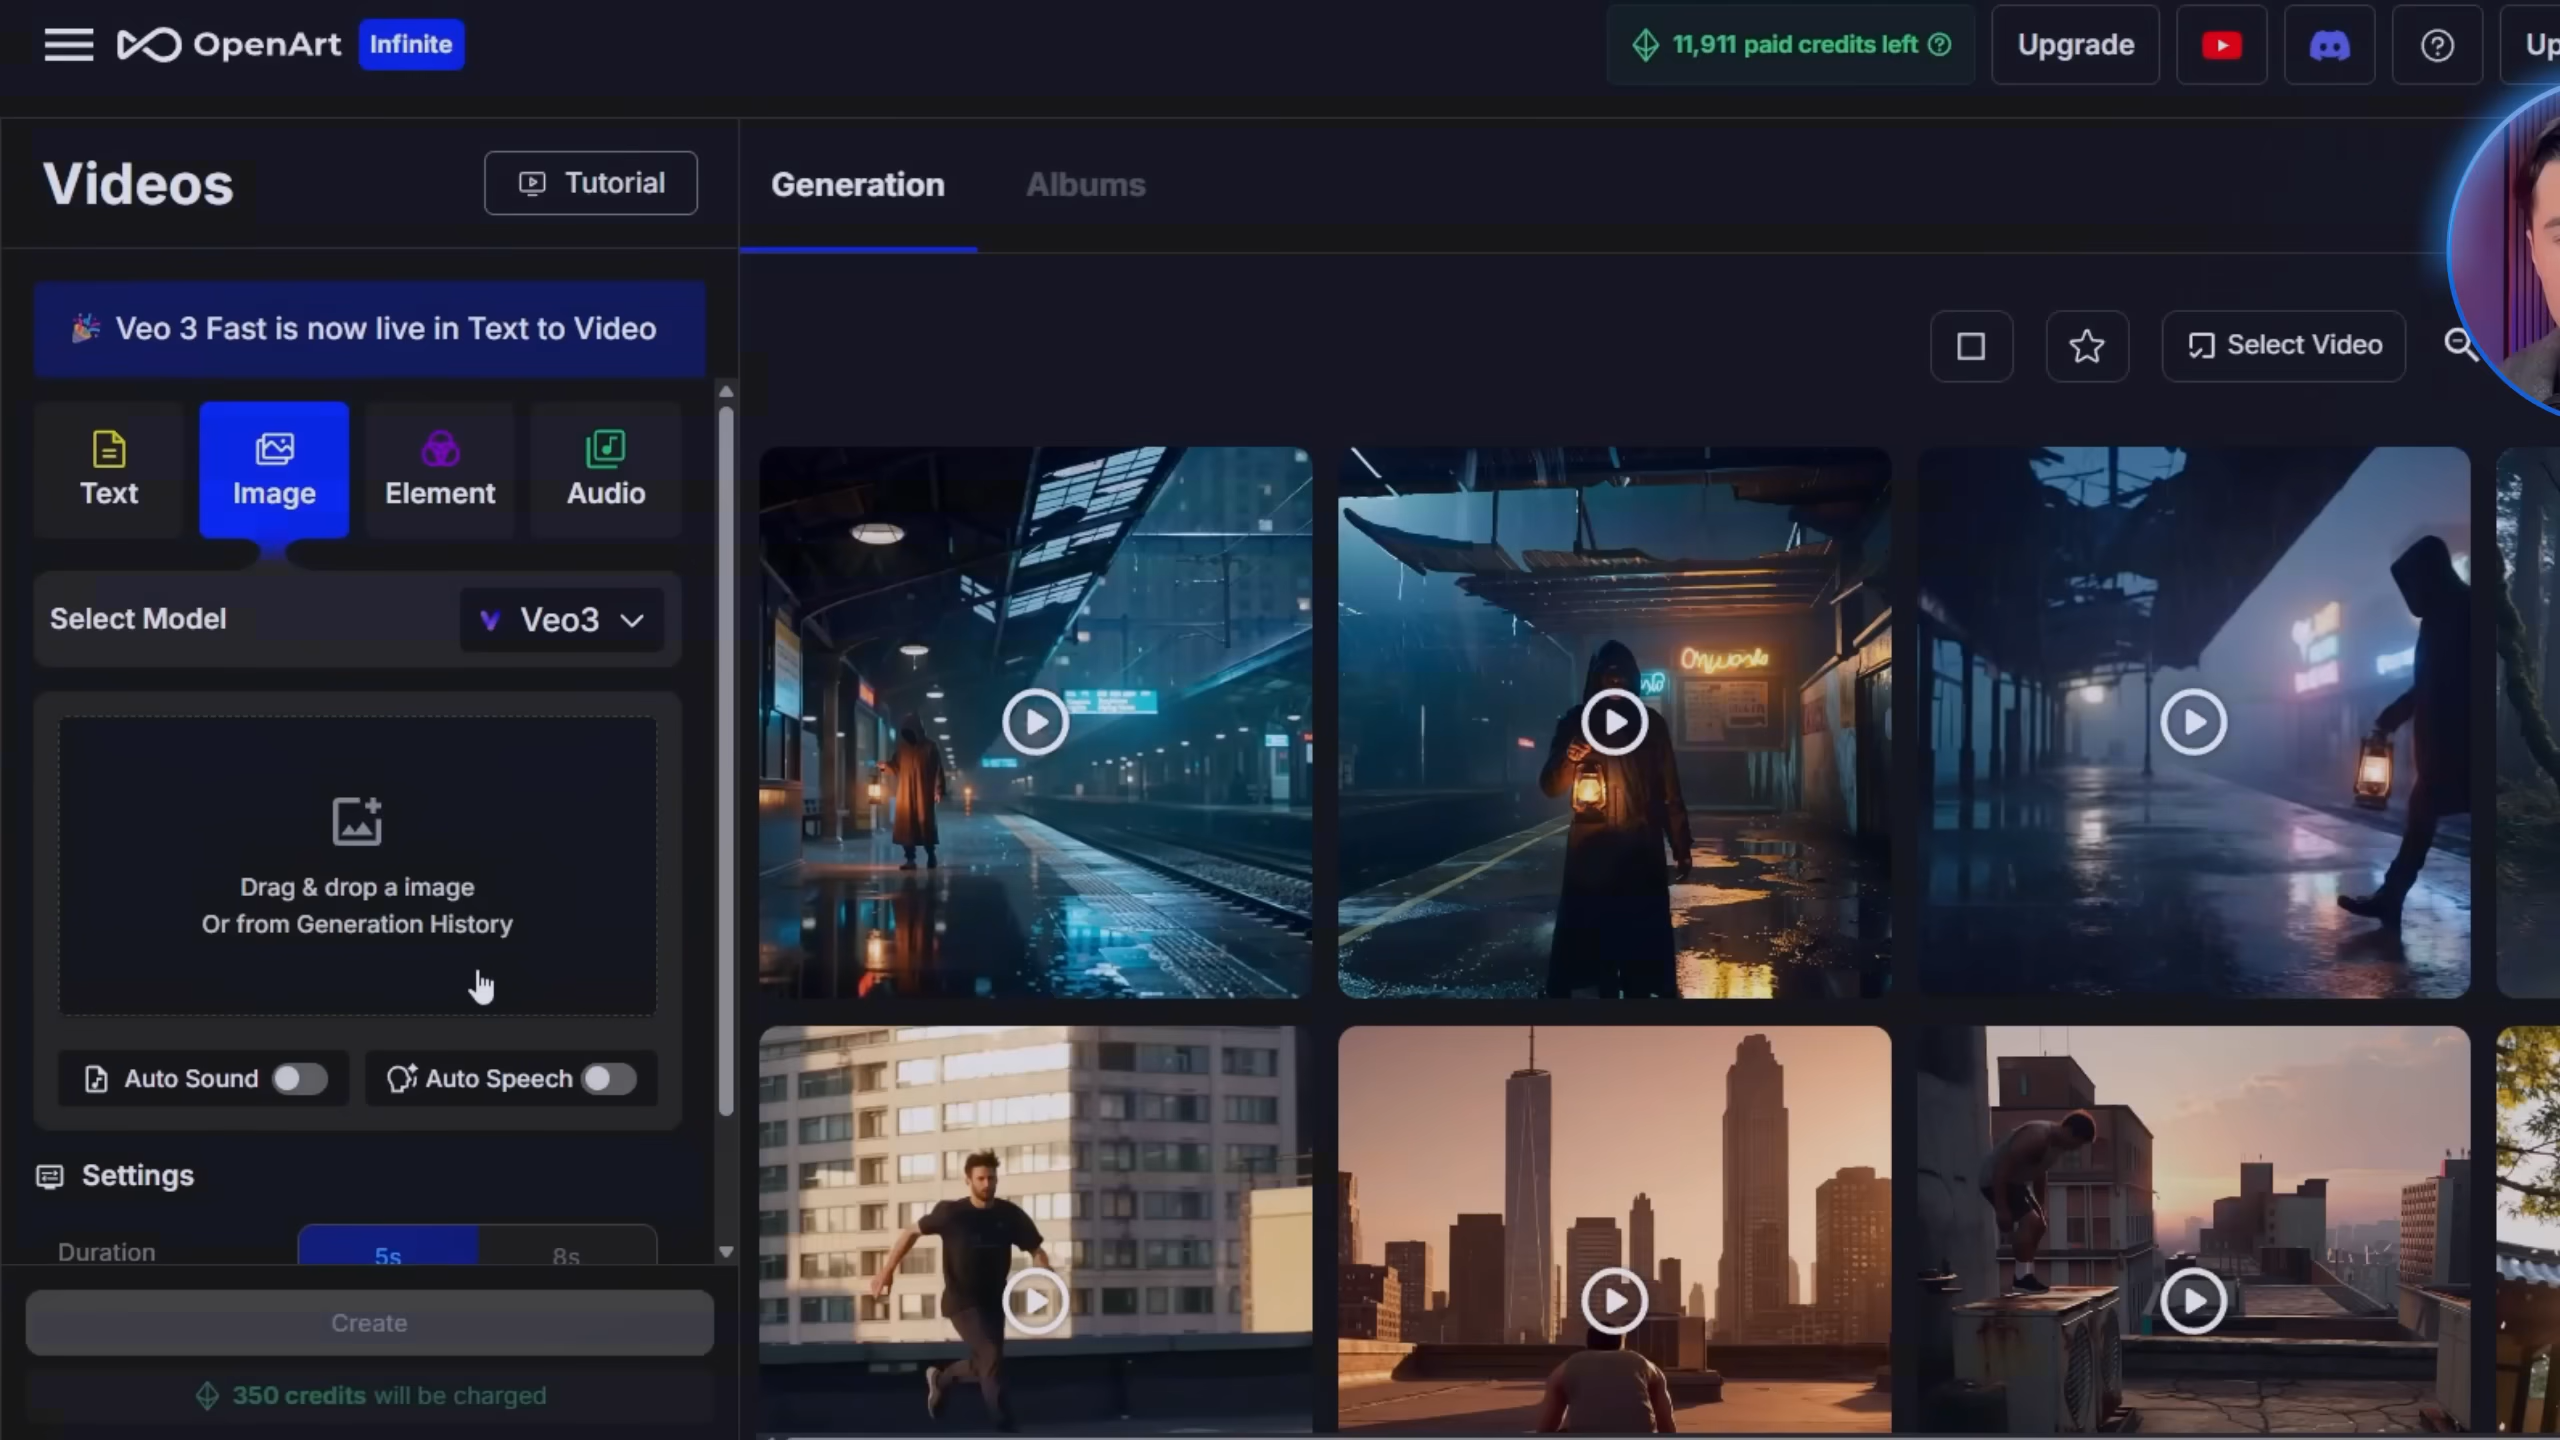 OpenArt
Infinite
11,911 paid credits left
Upgrade
Up
Videos
Tutorial
Generation
Albums
🎉 Veo 3 Fast is now live in Text to Video
Select Video
Text
Image
Element
Audio
Select Model
Veo3
Drag & drop a image
Or from Generation History
Auto Sound
Auto Speech
Settings
Duration
5s
8s
Create
350 credits will be charged